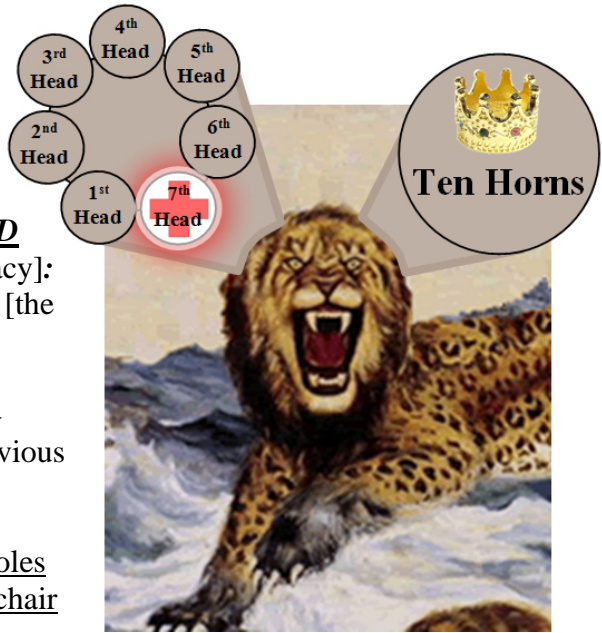 4th
Head
3rd
Head
5th
Head
2nd
Head
6th
Head
1st
Head
7th
Head
Ten Horns
D
acy]:
[the
vious
oles
chair